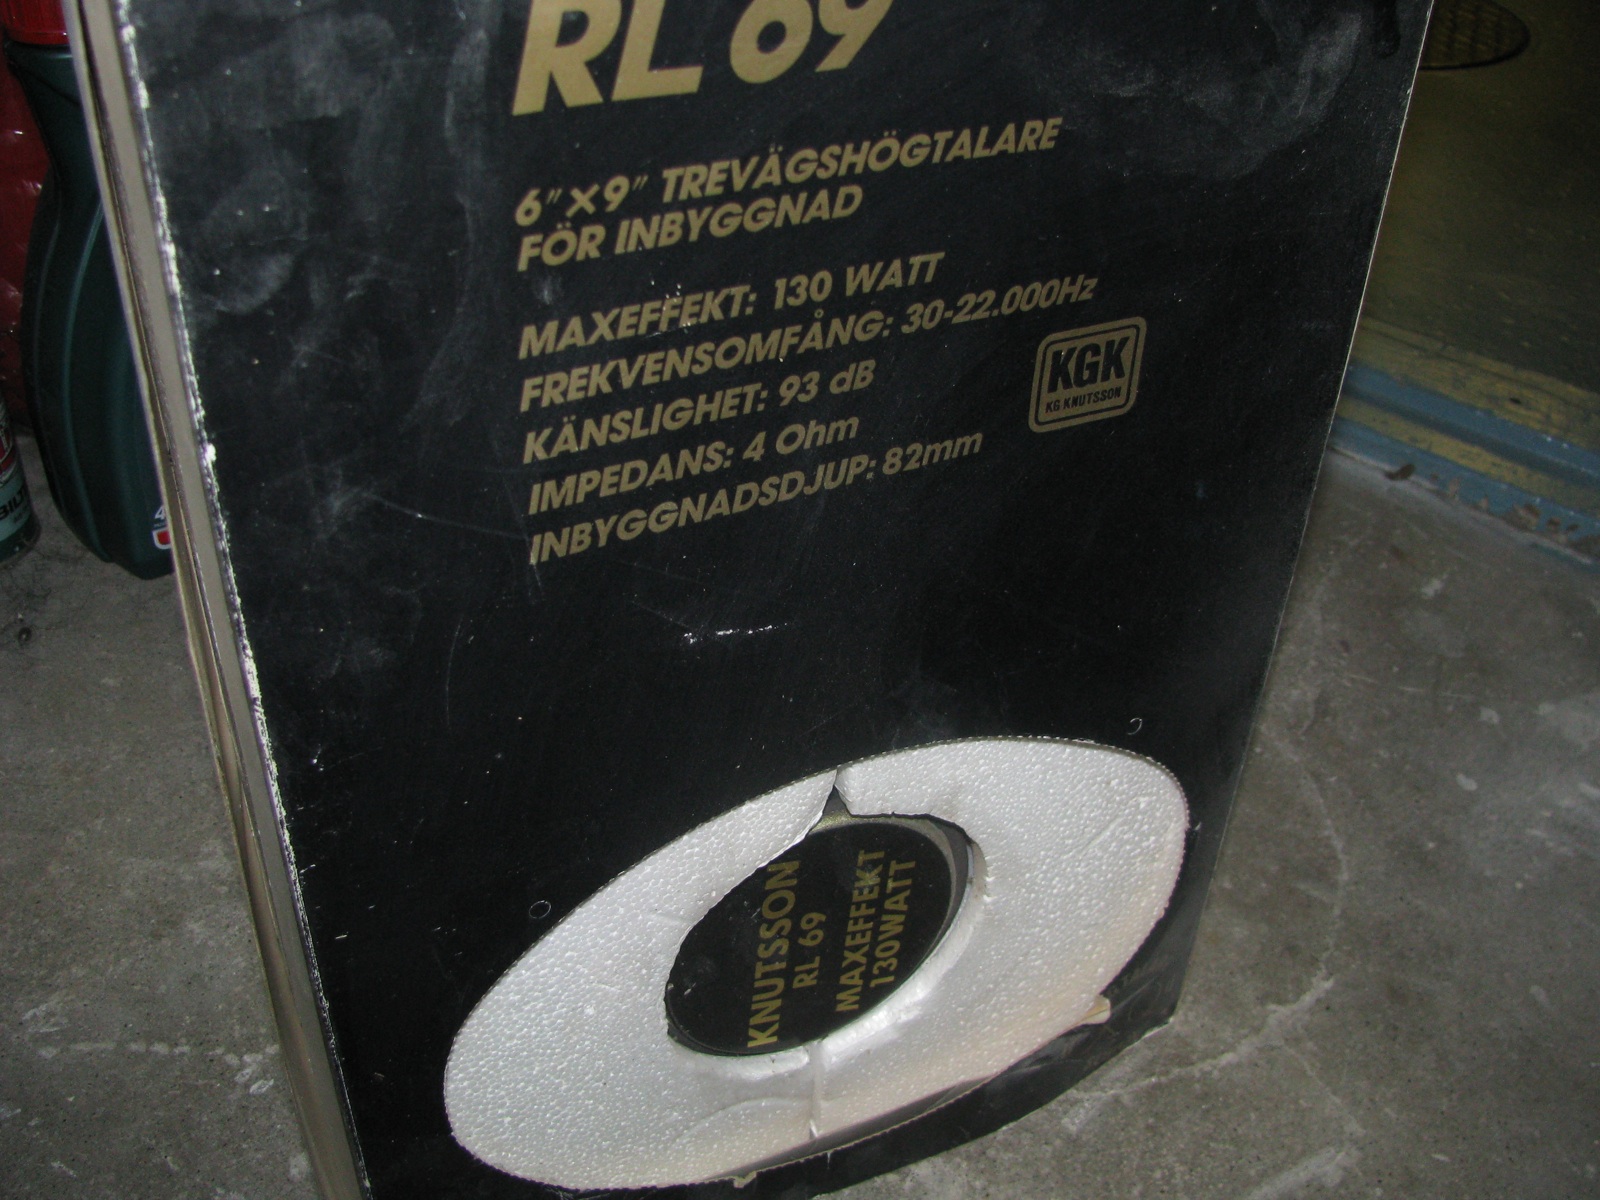 RL 69
6"×9" TREVÄGSHÖGTALARE
FÖR INBYGGNAD
MAXEFFEKT: 130 WATT
FREKVENSOMFÅNG: 30-22.000Hz
KÄNSLIGHET: 93 dB
IMPEDANS: 4 Ohm
INBYGGNADSDJUP: 82mm
KGK
KG KNUTSSON
KNUTSSON
RL 69
MAXEFFEKT
130WATT